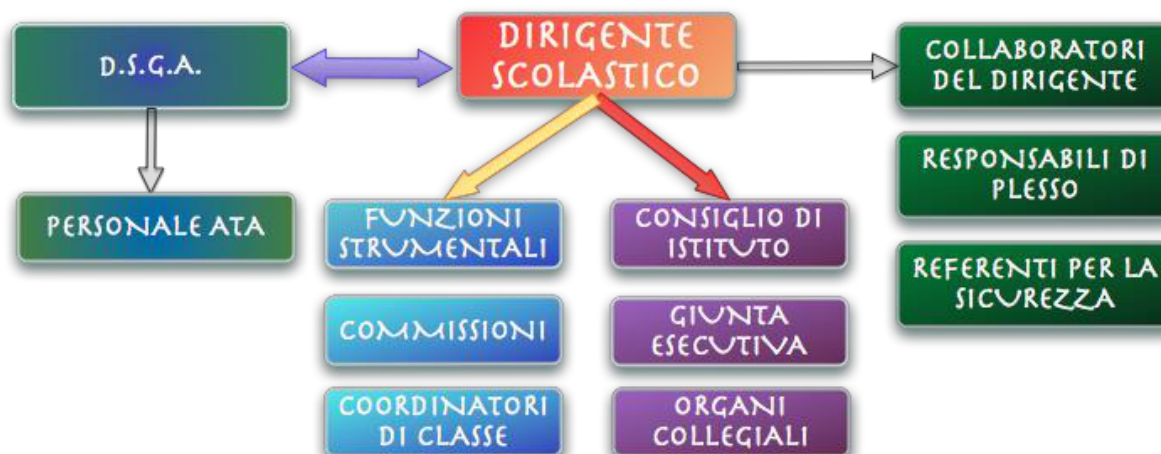 D.S.G.A.
PERSONALE ATA
DIRIGENTE
SCOLASTICO
FUNZIONI
STRUMENTALI
COMMISSIONI
COORDINATORI
DI CLASSE
CONSIGLIO DI
ISTITUTO
GIUNTA
ESECUTIVA
ORGANI
COLLEGIALI
COLLABORATORI
DEL DIRIGENTE
RESPONSABILI DI
PLESSO
REFERENTI PER LA
SICUREZZA